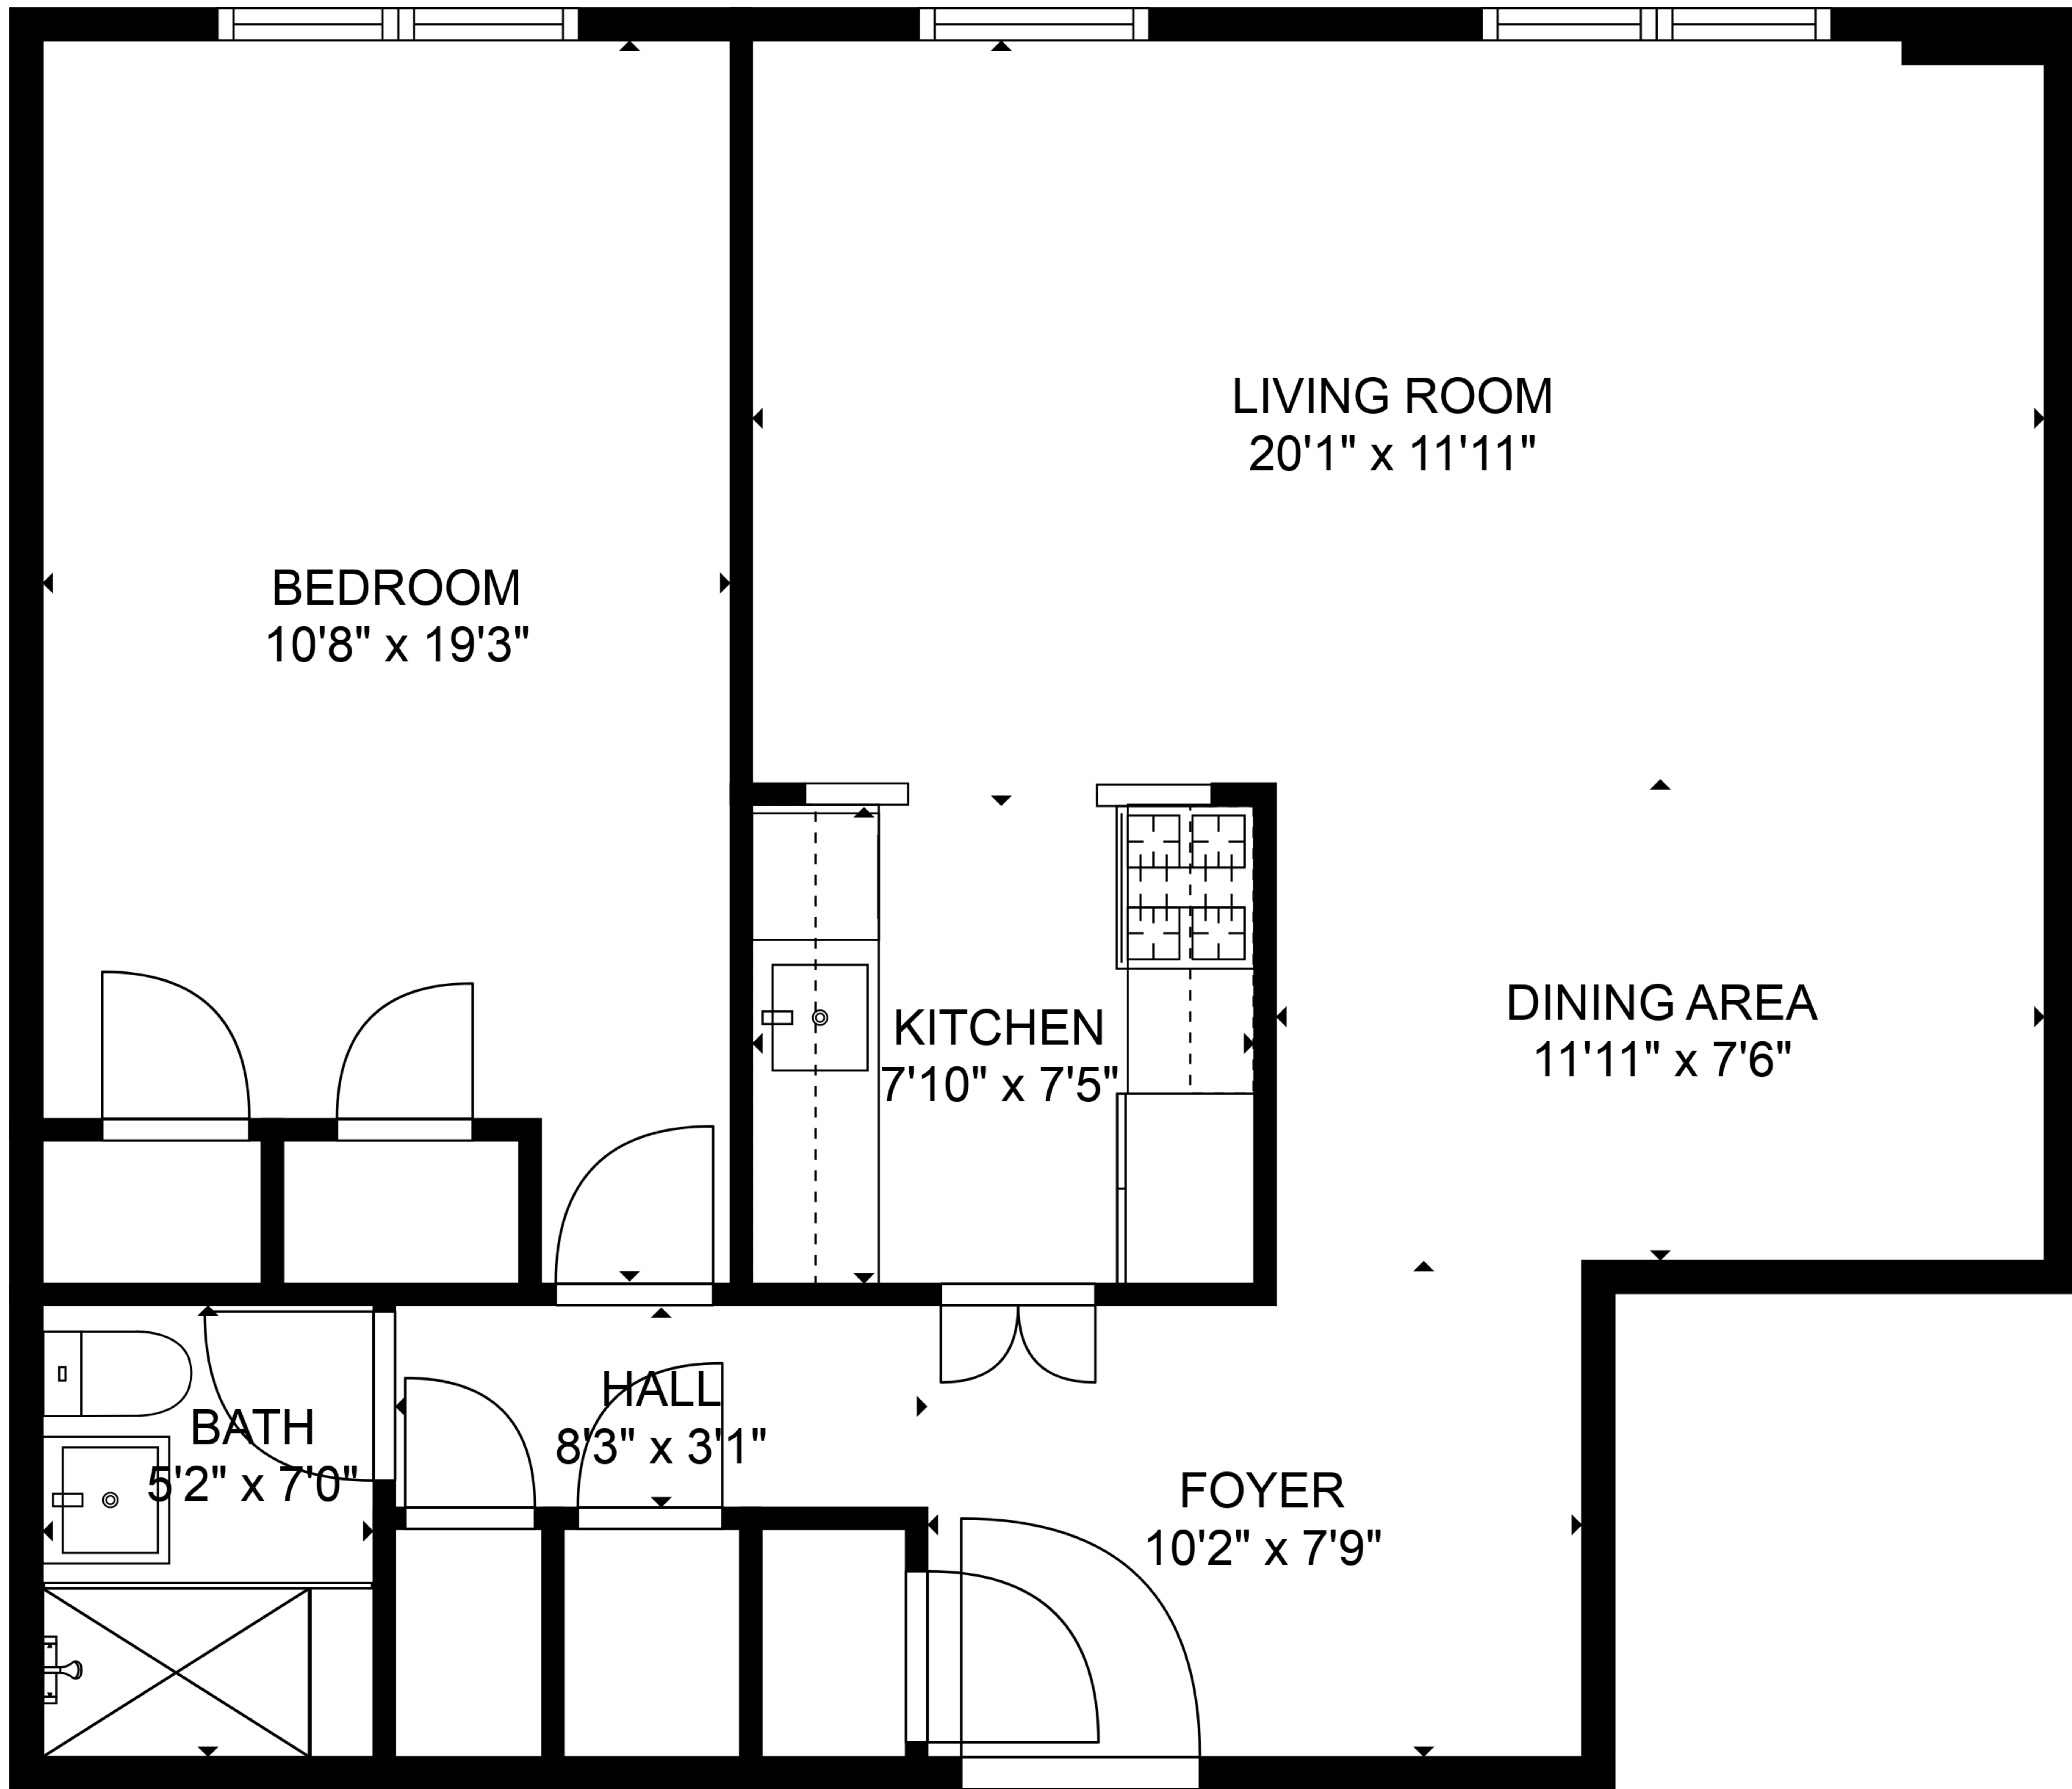 LIVING ROOM
20'1" x 11'11"
BEDROOM
10'8" x 19'3"
DINING AREA
11'11" x 7'6"
KITCHEN
7'10" x 7'5"
HALL
8'3" x 3'1"
BATH
5'2" x 7'0"
FOYER
10'2" x 7'9"